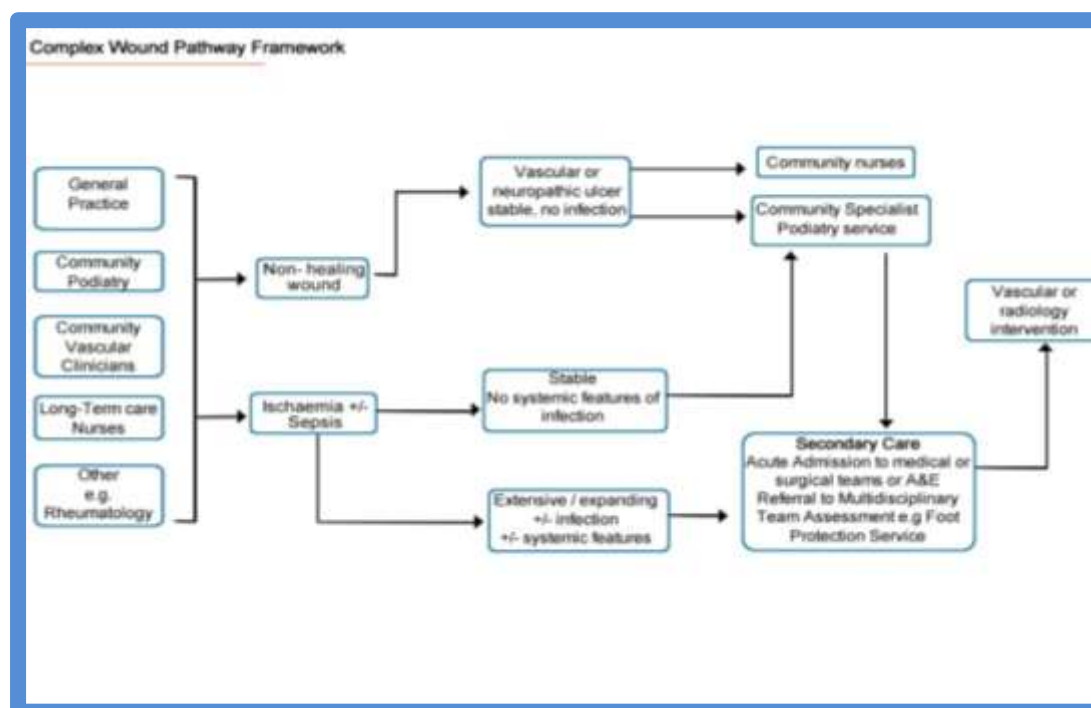 Complex Wound Pathway Framework
General
Practice
Community
Podiatry
Community
Vascular
Clinicians
Long-Term care
Nurses
Other
e.g.
Rheumatology
Non- healing
wound
Ischaemia +/-
Sepsis
Vascular or
neuropathic ulcer
stable, no infection
Stable
No systemic features of
infection
Extensive / expanding
+/- infection
+/- systemic features
Community nurses
Community Specialist
Podiatry service
Secondary Care
Acute Admission to medical or
surgical teams or A&E
Referral to Multidisciplinary
Team Assessment e.g Foot
Protection Service
Vascular or
radiology
intervention